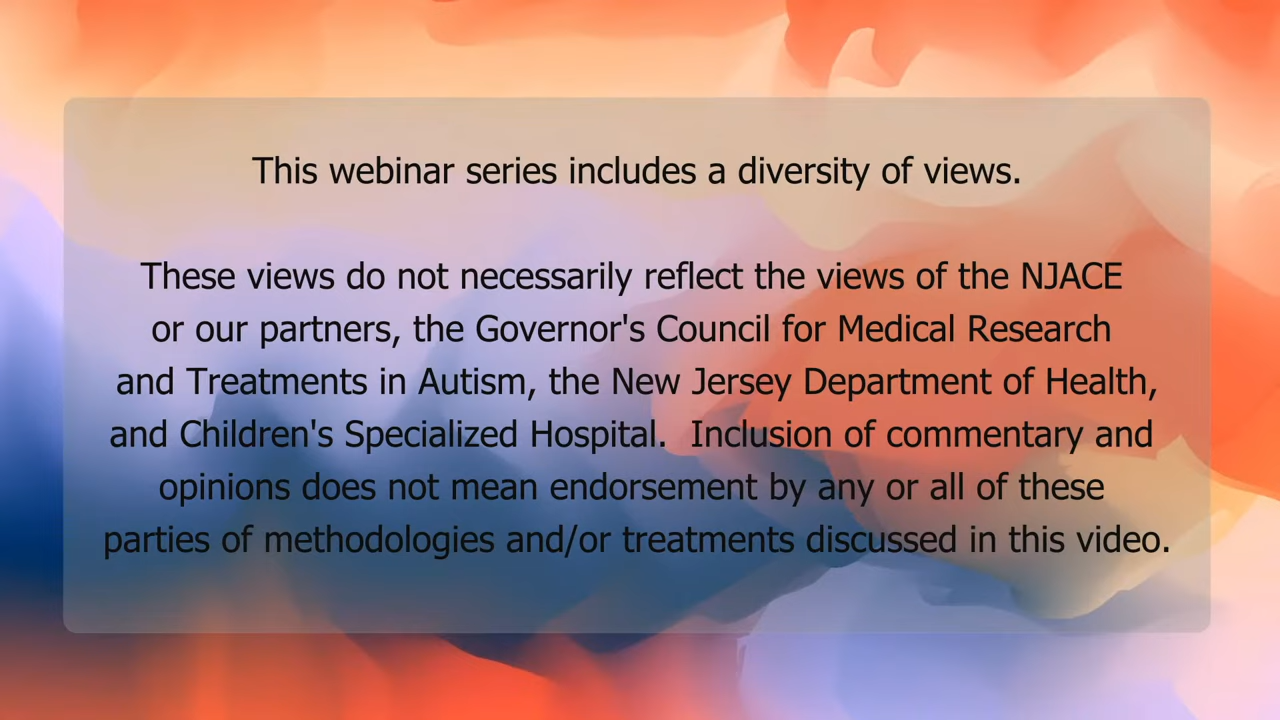 This webinar series includes a diversity of views.
These views do not necessarily reflect the views of the NJACE
or our partners, the Governor's Council for Medical Research
and Treatments in Autism, the New Jersey Department of Health,
and Children's Specialized Hospital.  Inclusion of commentary and
opinions does not mean endorsement by any or all of these
parties of methodologies and/or treatments discussed in this video.